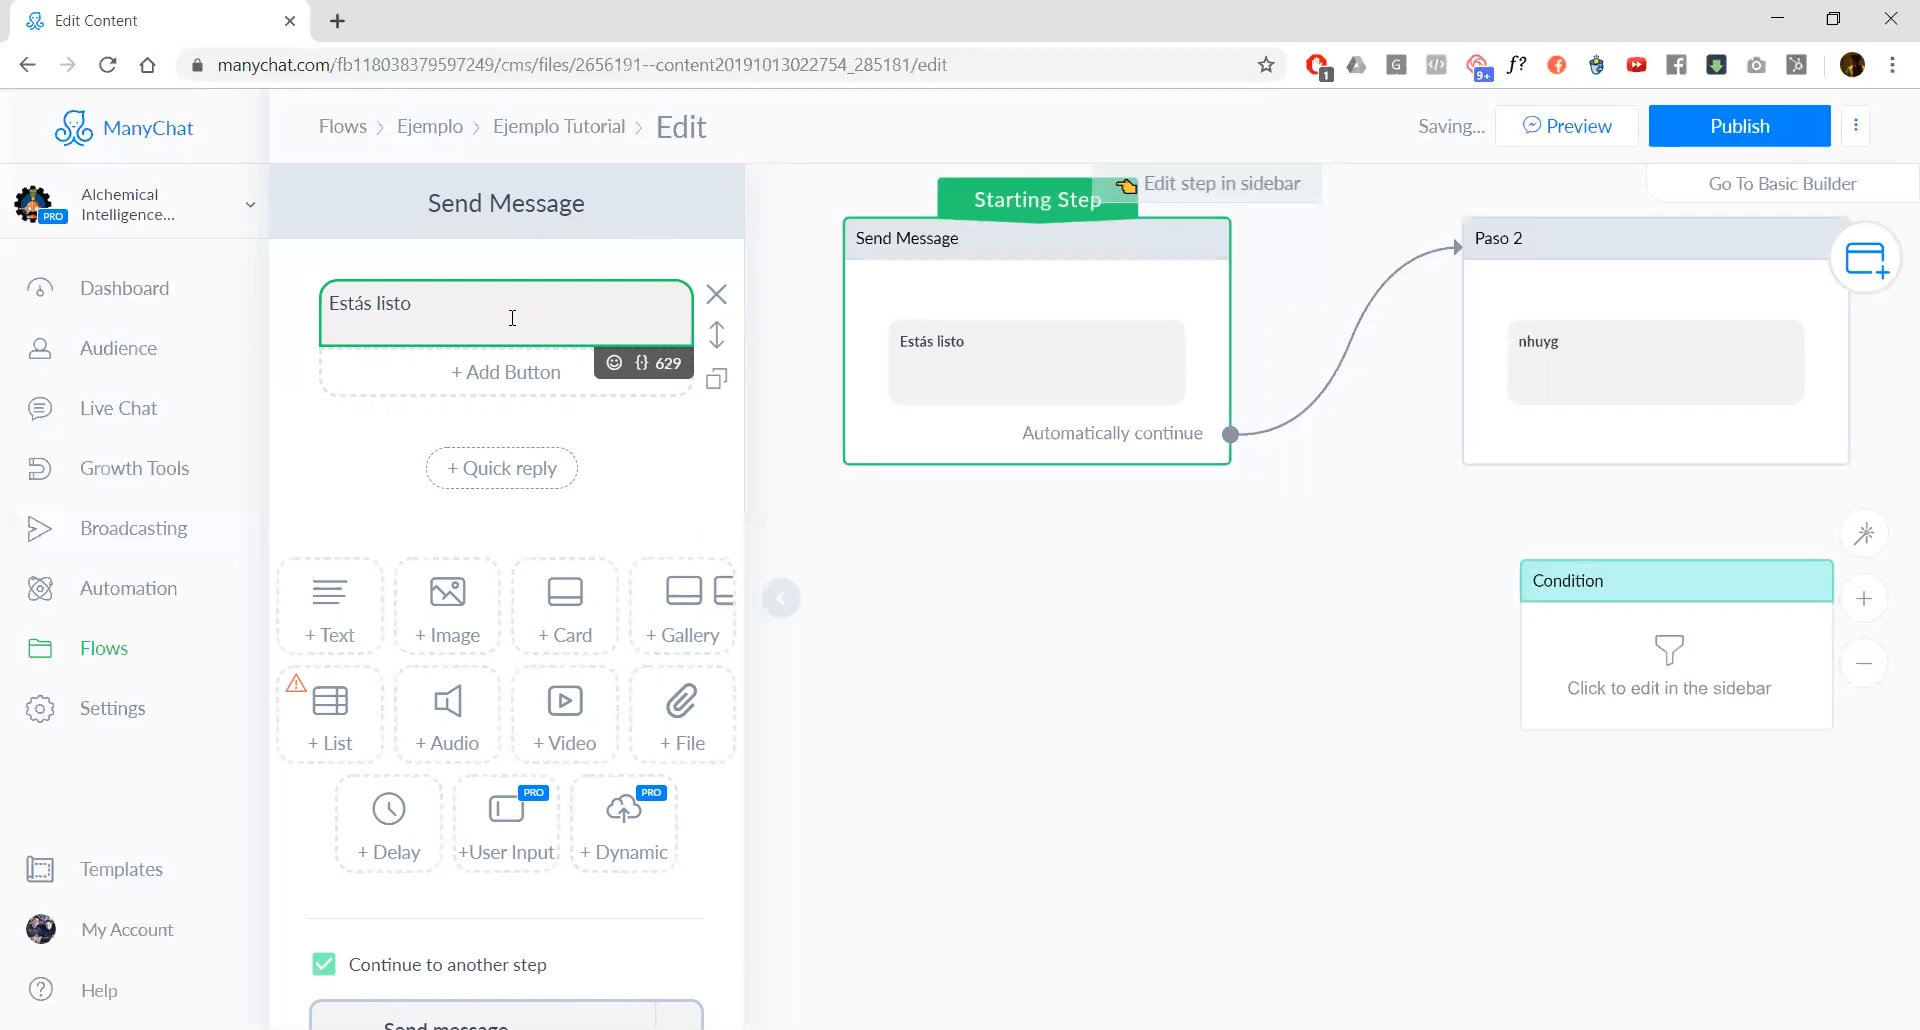 Edit Content
manychat.com/fb118038379597249/cms/files/2656191--content20191013022754_285181/edit
1
G
9+
f?
ManyChat
Flows
Ejemplo
Ejemplo Tutorial
Edit
Saving...
Preview
Publish
Alchemical
Intelligence...
PRO
Send Message
Starting Step
Edit step in sidebar
Go To Basic Builder
Dashboard
Audience
Live Chat
Growth Tools
Broadcasting
Automation
Flows
Settings
Templates
My Account
Help
Estás listo
629
+ Add Button
+ Quick reply
+ Text
+ Image
+ Card
+ Gallery
+ List
+ Audio
+ Video
+ File
PRO
PRO
+ Delay
+User Input
+ Dynamic
Continue to another step
Send message
Send Message
Estás listo
Automatically continue
Paso 2
nhuyg
Condition
Click to edit in the sidebar